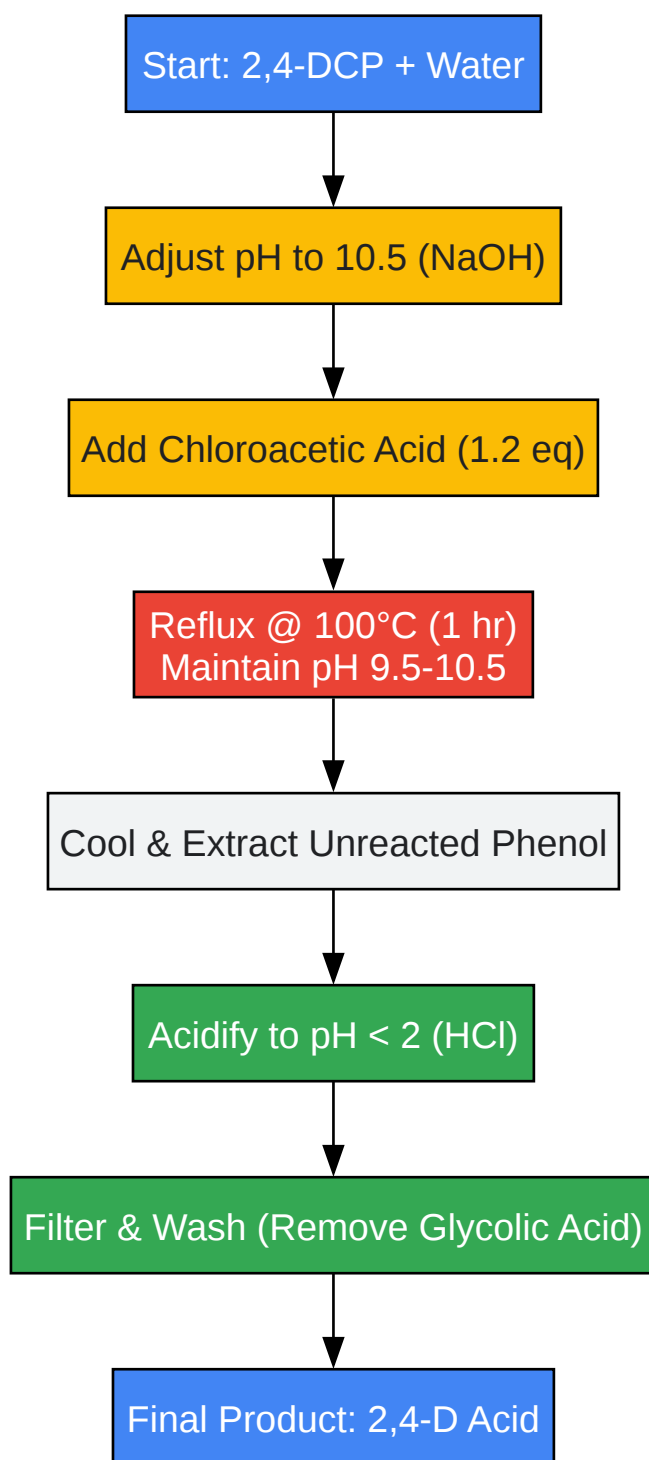 Start: 2,4-DCP + Water
Adjust pH to 10.5 (NaOH)
Add Chloroacetic Acid (1.2 eq)
Reflux @ 100°C (1 hr)
Maintain pH 9.5-10.5
Cool & Extract Unreacted Phenol
Acidify to pH < 2 (HCl)
Filter & Wash (Remove Glycolic Acid)
Final Product: 2,4-D Acid